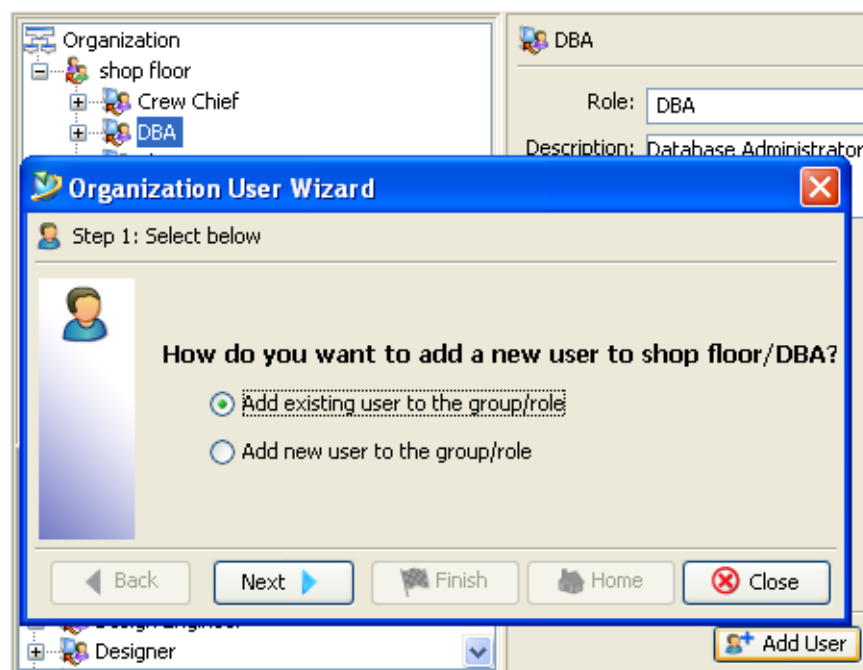 Organization
shop floor
Crew Chief
DBA
DBA
Role: DBA
Description: Database Administrator
Organization User Wizard
Step 1: Select below
How do you want to add a new user to shop floor/DBA?
Add existing user to the group/role
Add new user to the group/role
Back Next Finish Home Close
Design Engineer
Designer
Add User